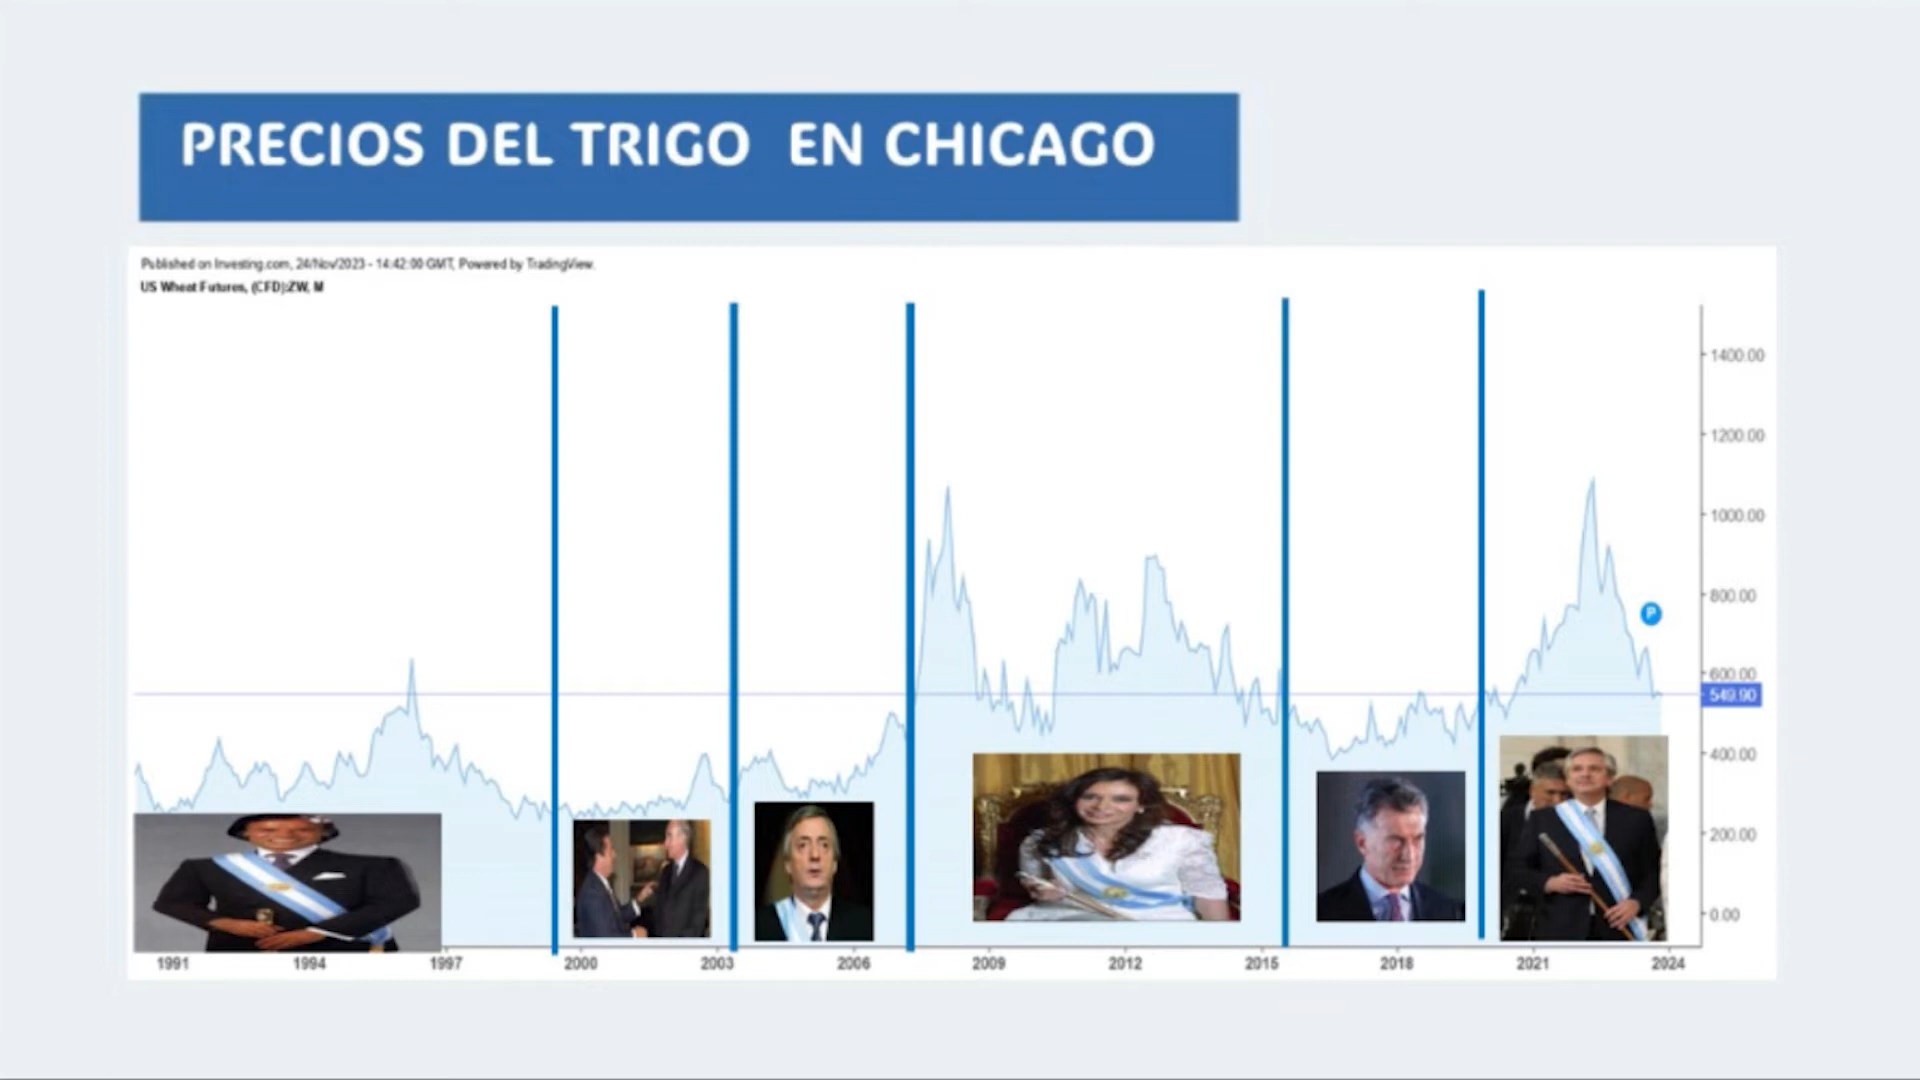 PRECIOS DEL TRIGO EN CHICAGO
Published on Investing.com, 24/Nov/2023 - 14:42:00 GMT, Powered by TradingView.
US Wheat Futures, (CFD):ZW, M
1400.00
1200.00
1000.00
800.00
P
600.00
549.90
400.00
200.00
0.00
1991 1994 1997 2000 2003 2006 2009 2012 2015 2018 2021 2024